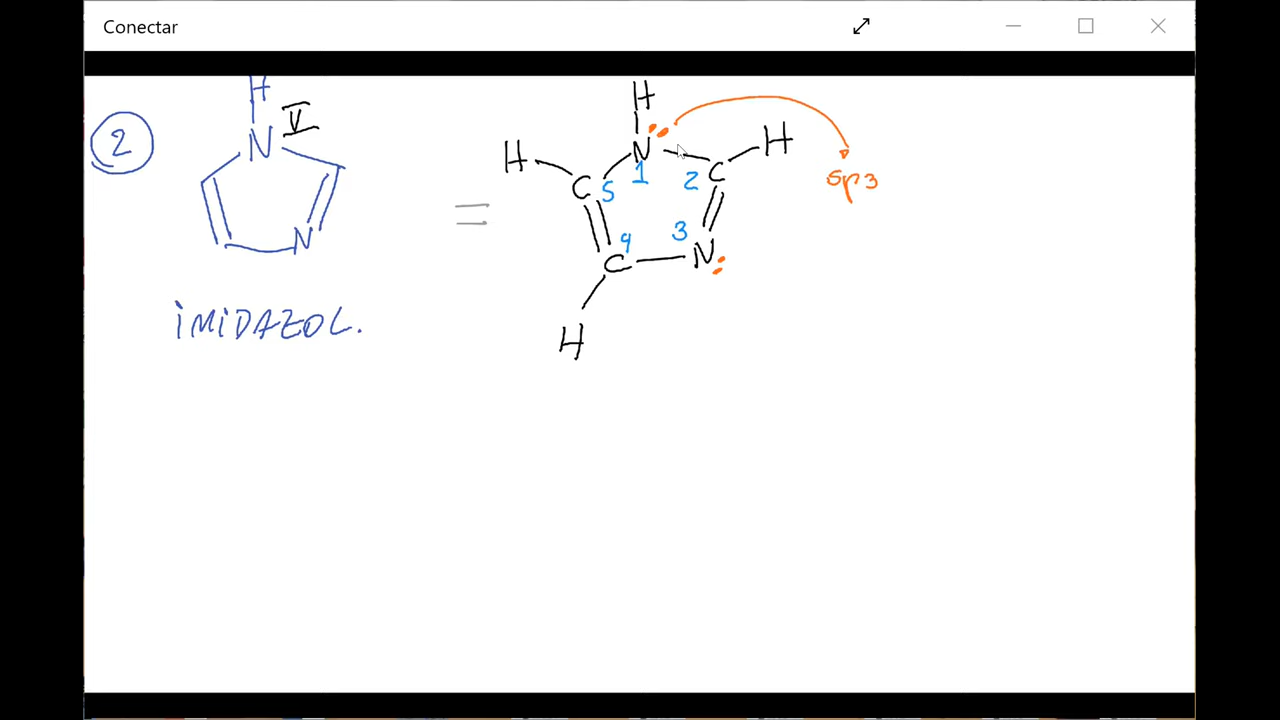 Conectar
2
H
N V
N
iMiDAZOL.
=
H
H N H
C 5 1 2 C
sp3
4 3
C N
H